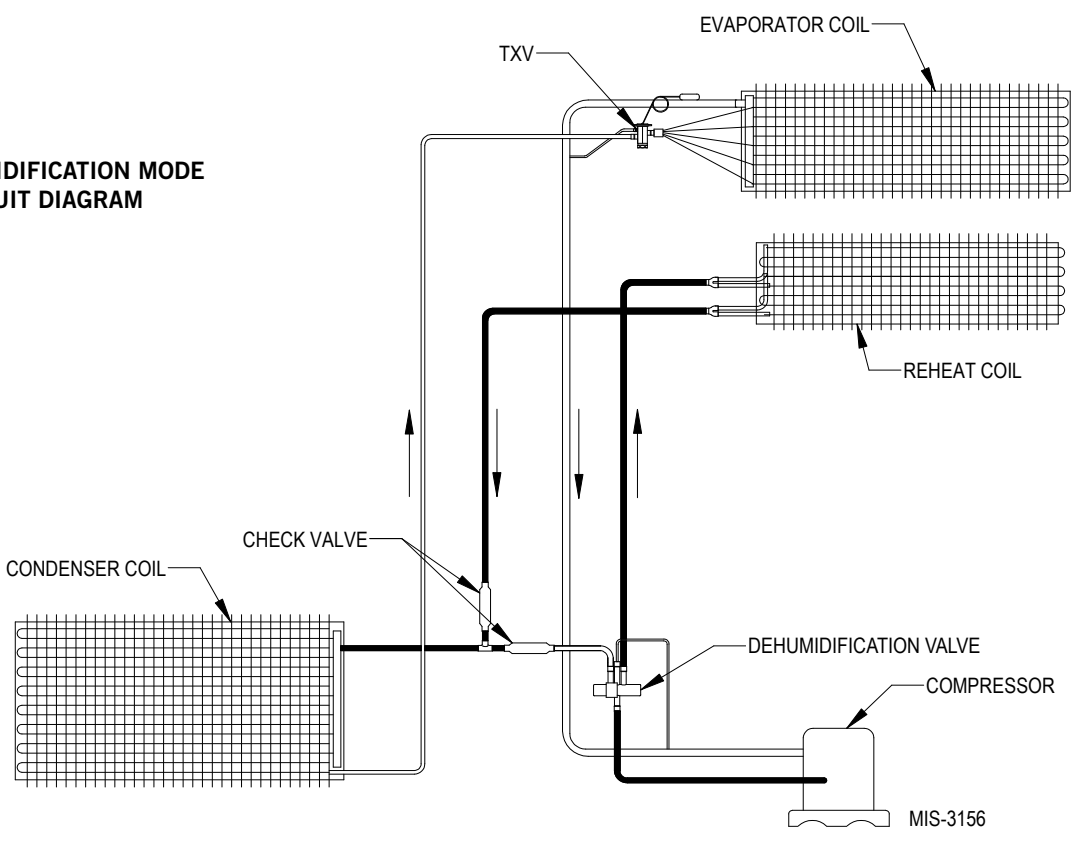 EVAPORATOR COIL
TXV
IDIFICATION MODE
UIT DIAGRAM
REHEAT COIL
CHECK VALVE
CONDENSER COIL
DEHUMIDIFICATION VALVE
COMPRESSOR
MIS-3156